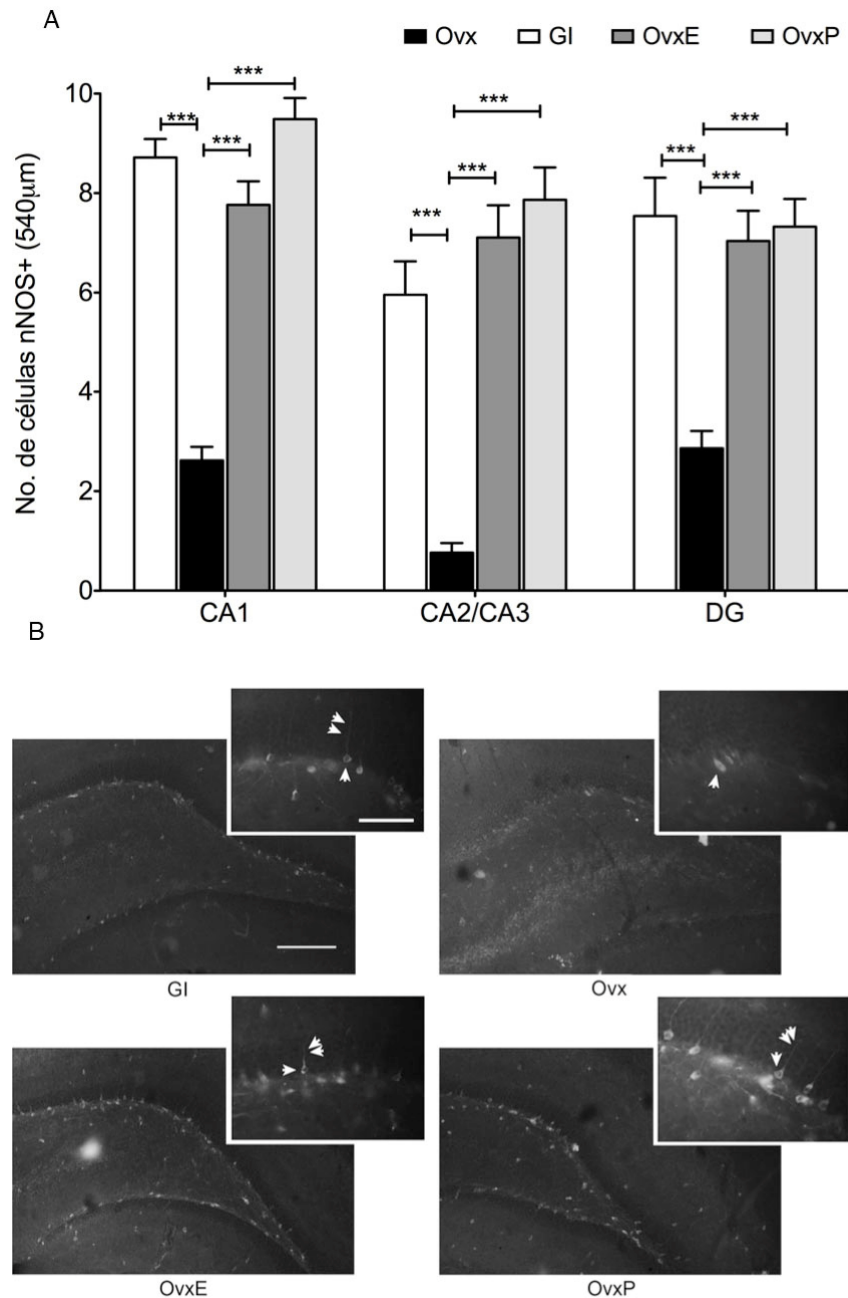 A
Ovx GI OvxE OvxP
No. de células nNOS+ (540µm)
10
8
6
4
2
0
*** *** ***
*** *** ***
*** *** ***
CA1 CA2/CA3 DG
B
GI Ovx
OvxE OvxP